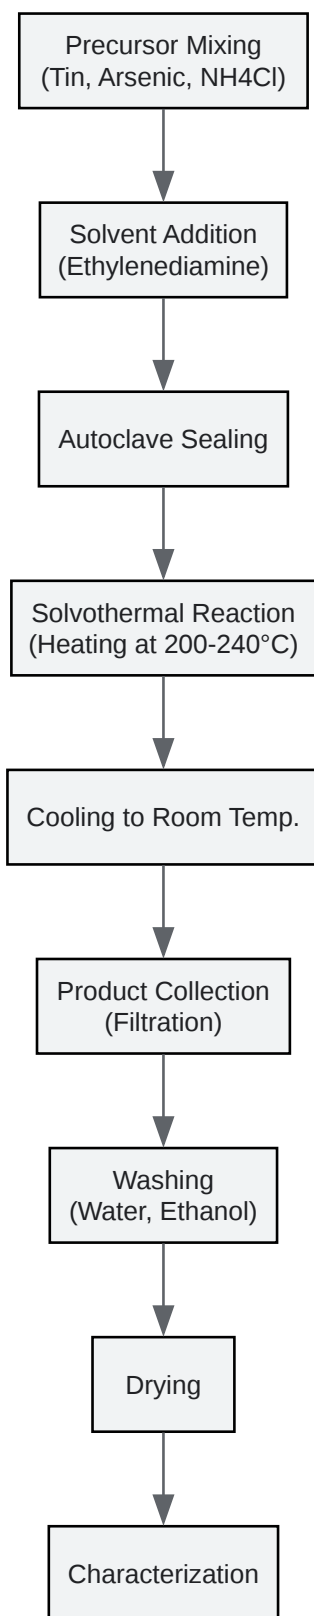 Precursor Mixing
(Tin, Arsenic, NH4Cl)
Solvent Addition
(Ethylenediamine)
Autoclave Sealing
Solvothermal Reaction
(Heating at 200-240°C)
Cooling to Room Temp.
Product Collection
(Filtration)
Washing
(Water, Ethanol)
Drying
Characterization